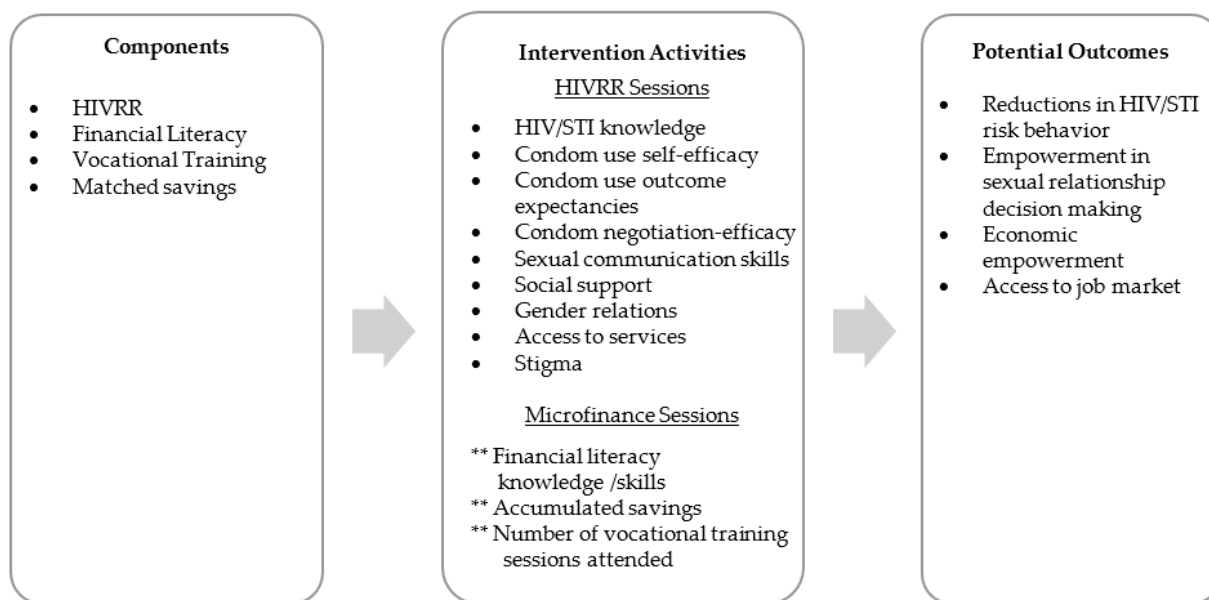 Components
• HIVRR
• Financial Literacy
• Vocational Training
• Matched savings
Intervention Activities
HIVRR Sessions
• HIV/STI knowledge
• Condom use self-efficacy
• Condom use outcome
expectancies
• Condom negotiation-efficacy
• Sexual communication skills
• Social support
• Gender relations
• Access to services
• Stigma
Microfinance Sessions
** Financial literacy
knowledge /skills
** Accumulated savings
** Number of vocational training
sessions attended
Potential Outcomes
• Reductions in HIV/STI
risk behavior
• Empowerment in
sexual relationship
decision making
• Economic
empowerment
• Access to job market